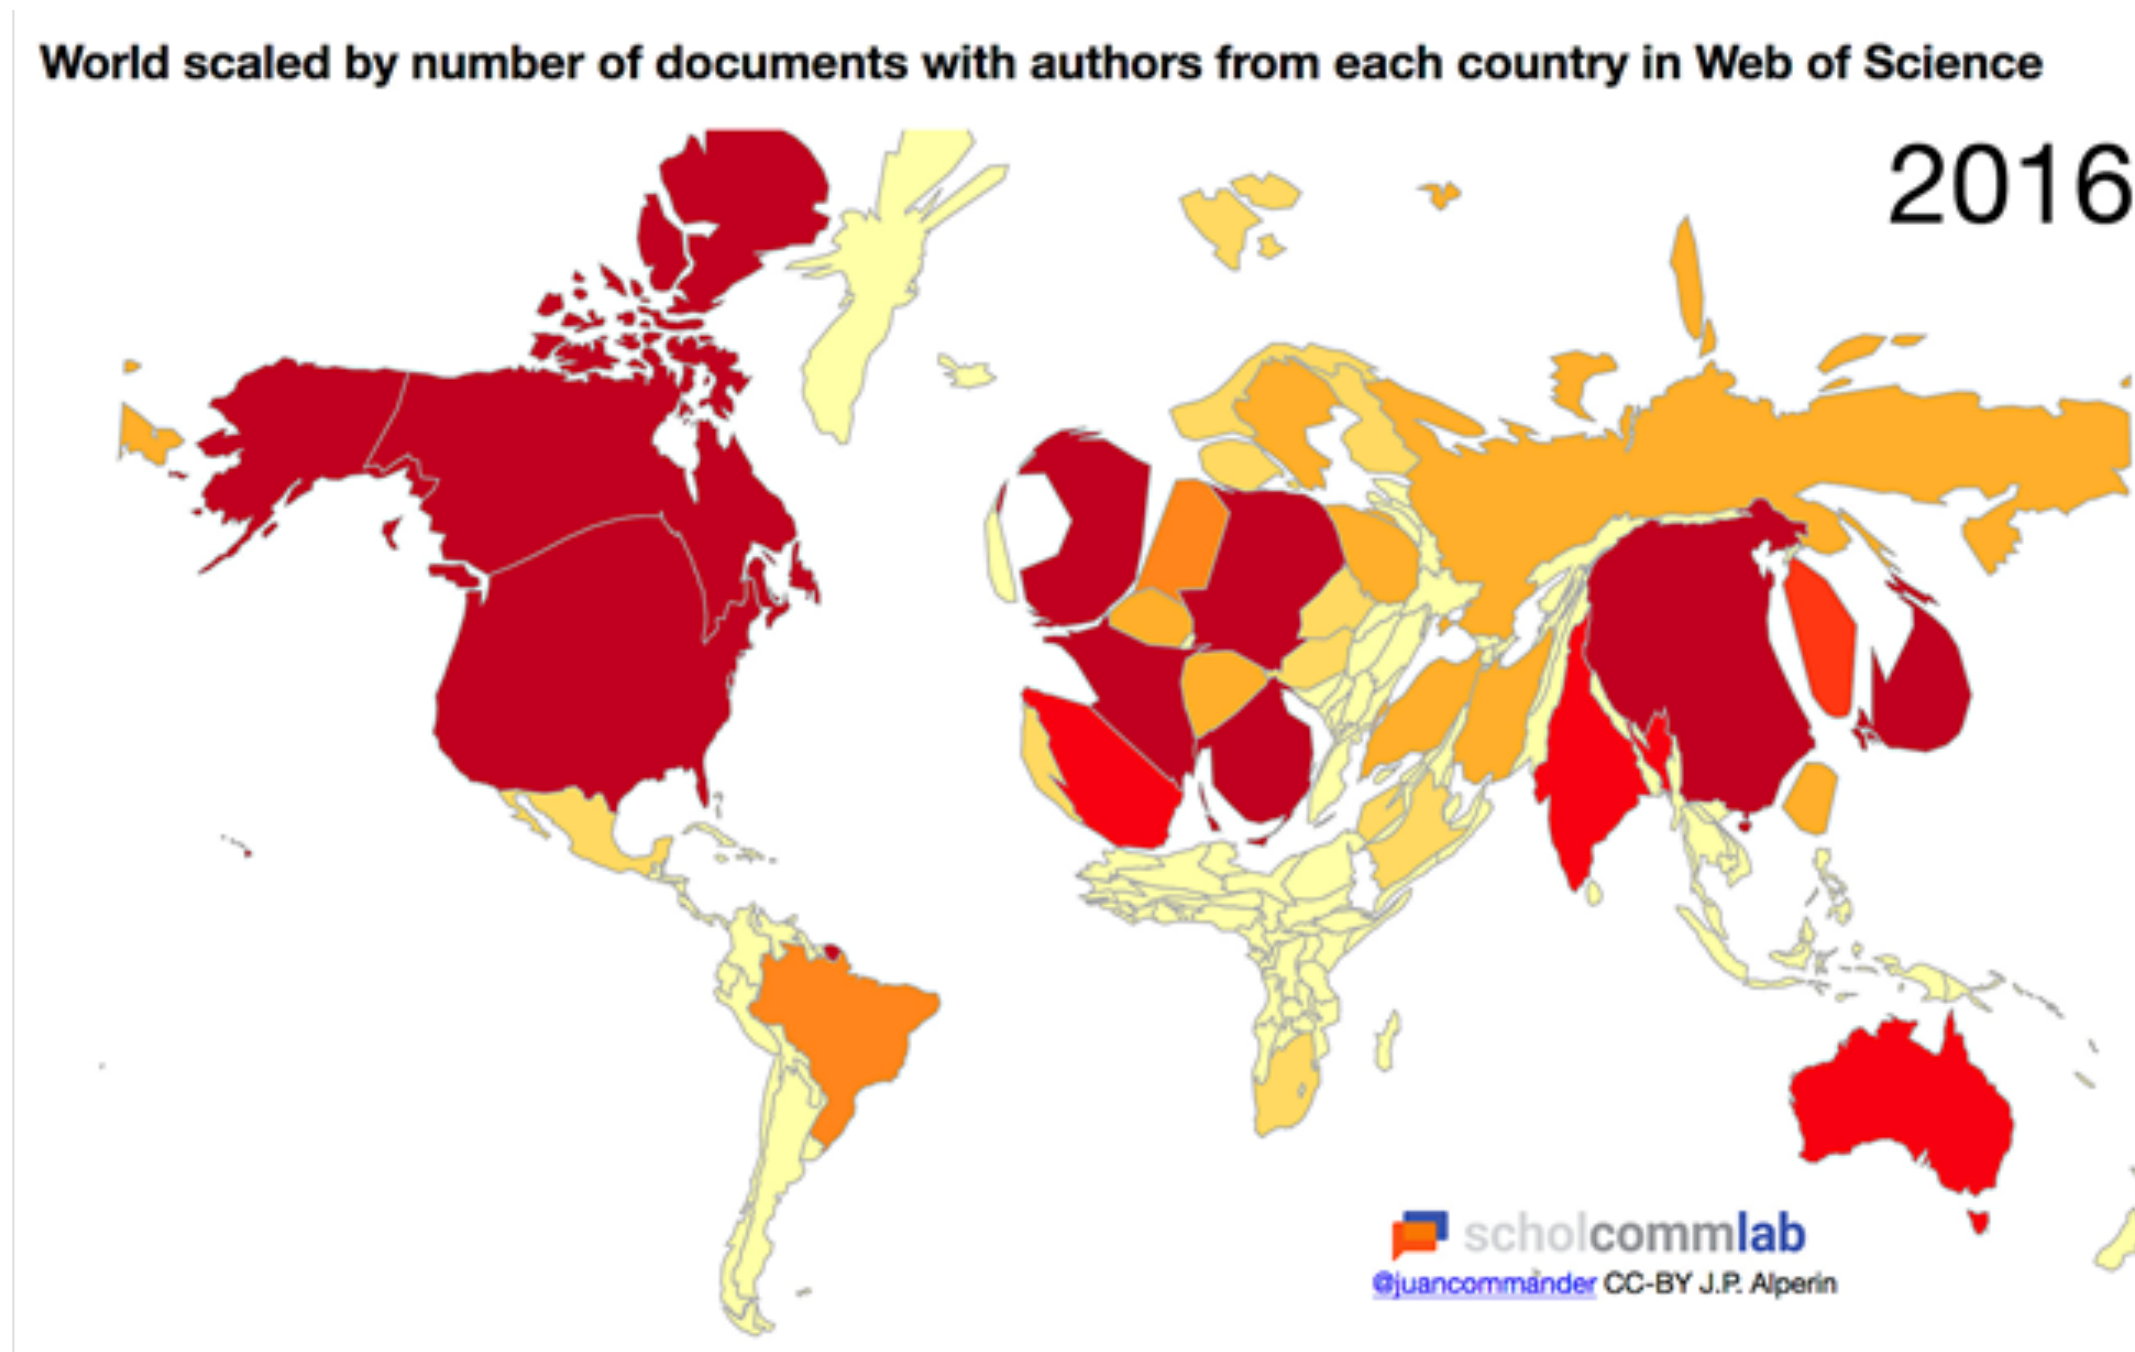 World scaled by number of documents with authors from each country in Web of Science
2016
scholcommlab
@juancommander CC-BY J.P. Alperin